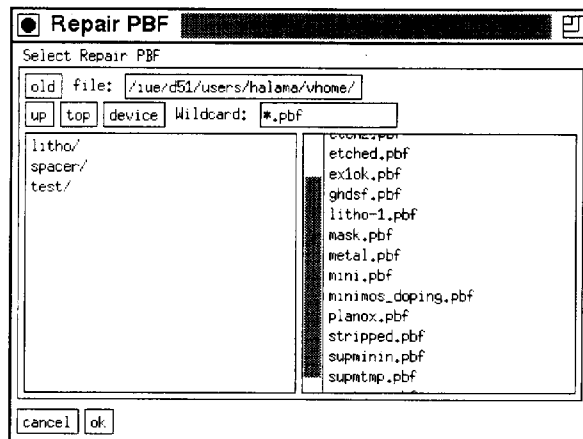 Repair PBF
Select Repair PBF
old file: /iue/d51/users/halama/vhome/
up top device Wildcard: *.pbf
litho/
spacer/
test/
etched.pbf
ex1ok.pbf
ghdsf.pbf
litho-1.pbf
mask.pbf
metal.pbf
mini.pbf
minimos_doping.pbf
planox.pbf
stripped.pbf
supminin.pbf
supmtmp.pbf
cancel ok